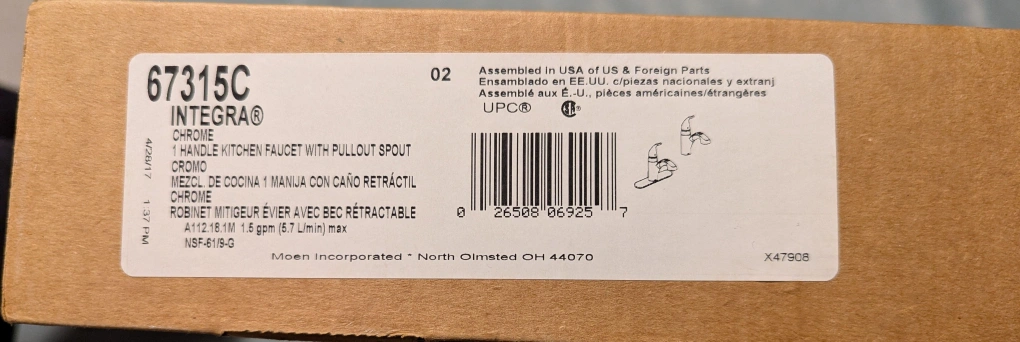 67315C
INTEGRA®
CHROME
1 HANDLE KITCHEN FAUCET WITH PULLOUT SPOUT
CROMO
MEZCL. DE COCINA 1 MANIJA CON CAÑO RETRÁCTIL
CHROME
ROBINET MITIGEUR ÉVIER AVEC BEC RÉTRACTABLE
A112.18.1M 1.5 gpm (5.7 L/min) max
NSF-61/9-G
4/28/17 1:37 PM
02
Assembled in USA of US & Foreign Parts
Ensamblado en EE.UU. c/piezas nacionales y extranj
Assemblé aux É.-U., pièces américaines/étrangères
UPC®
0 26508 06925 7
Moen Incorporated * North Olmsted OH 44070
X47908